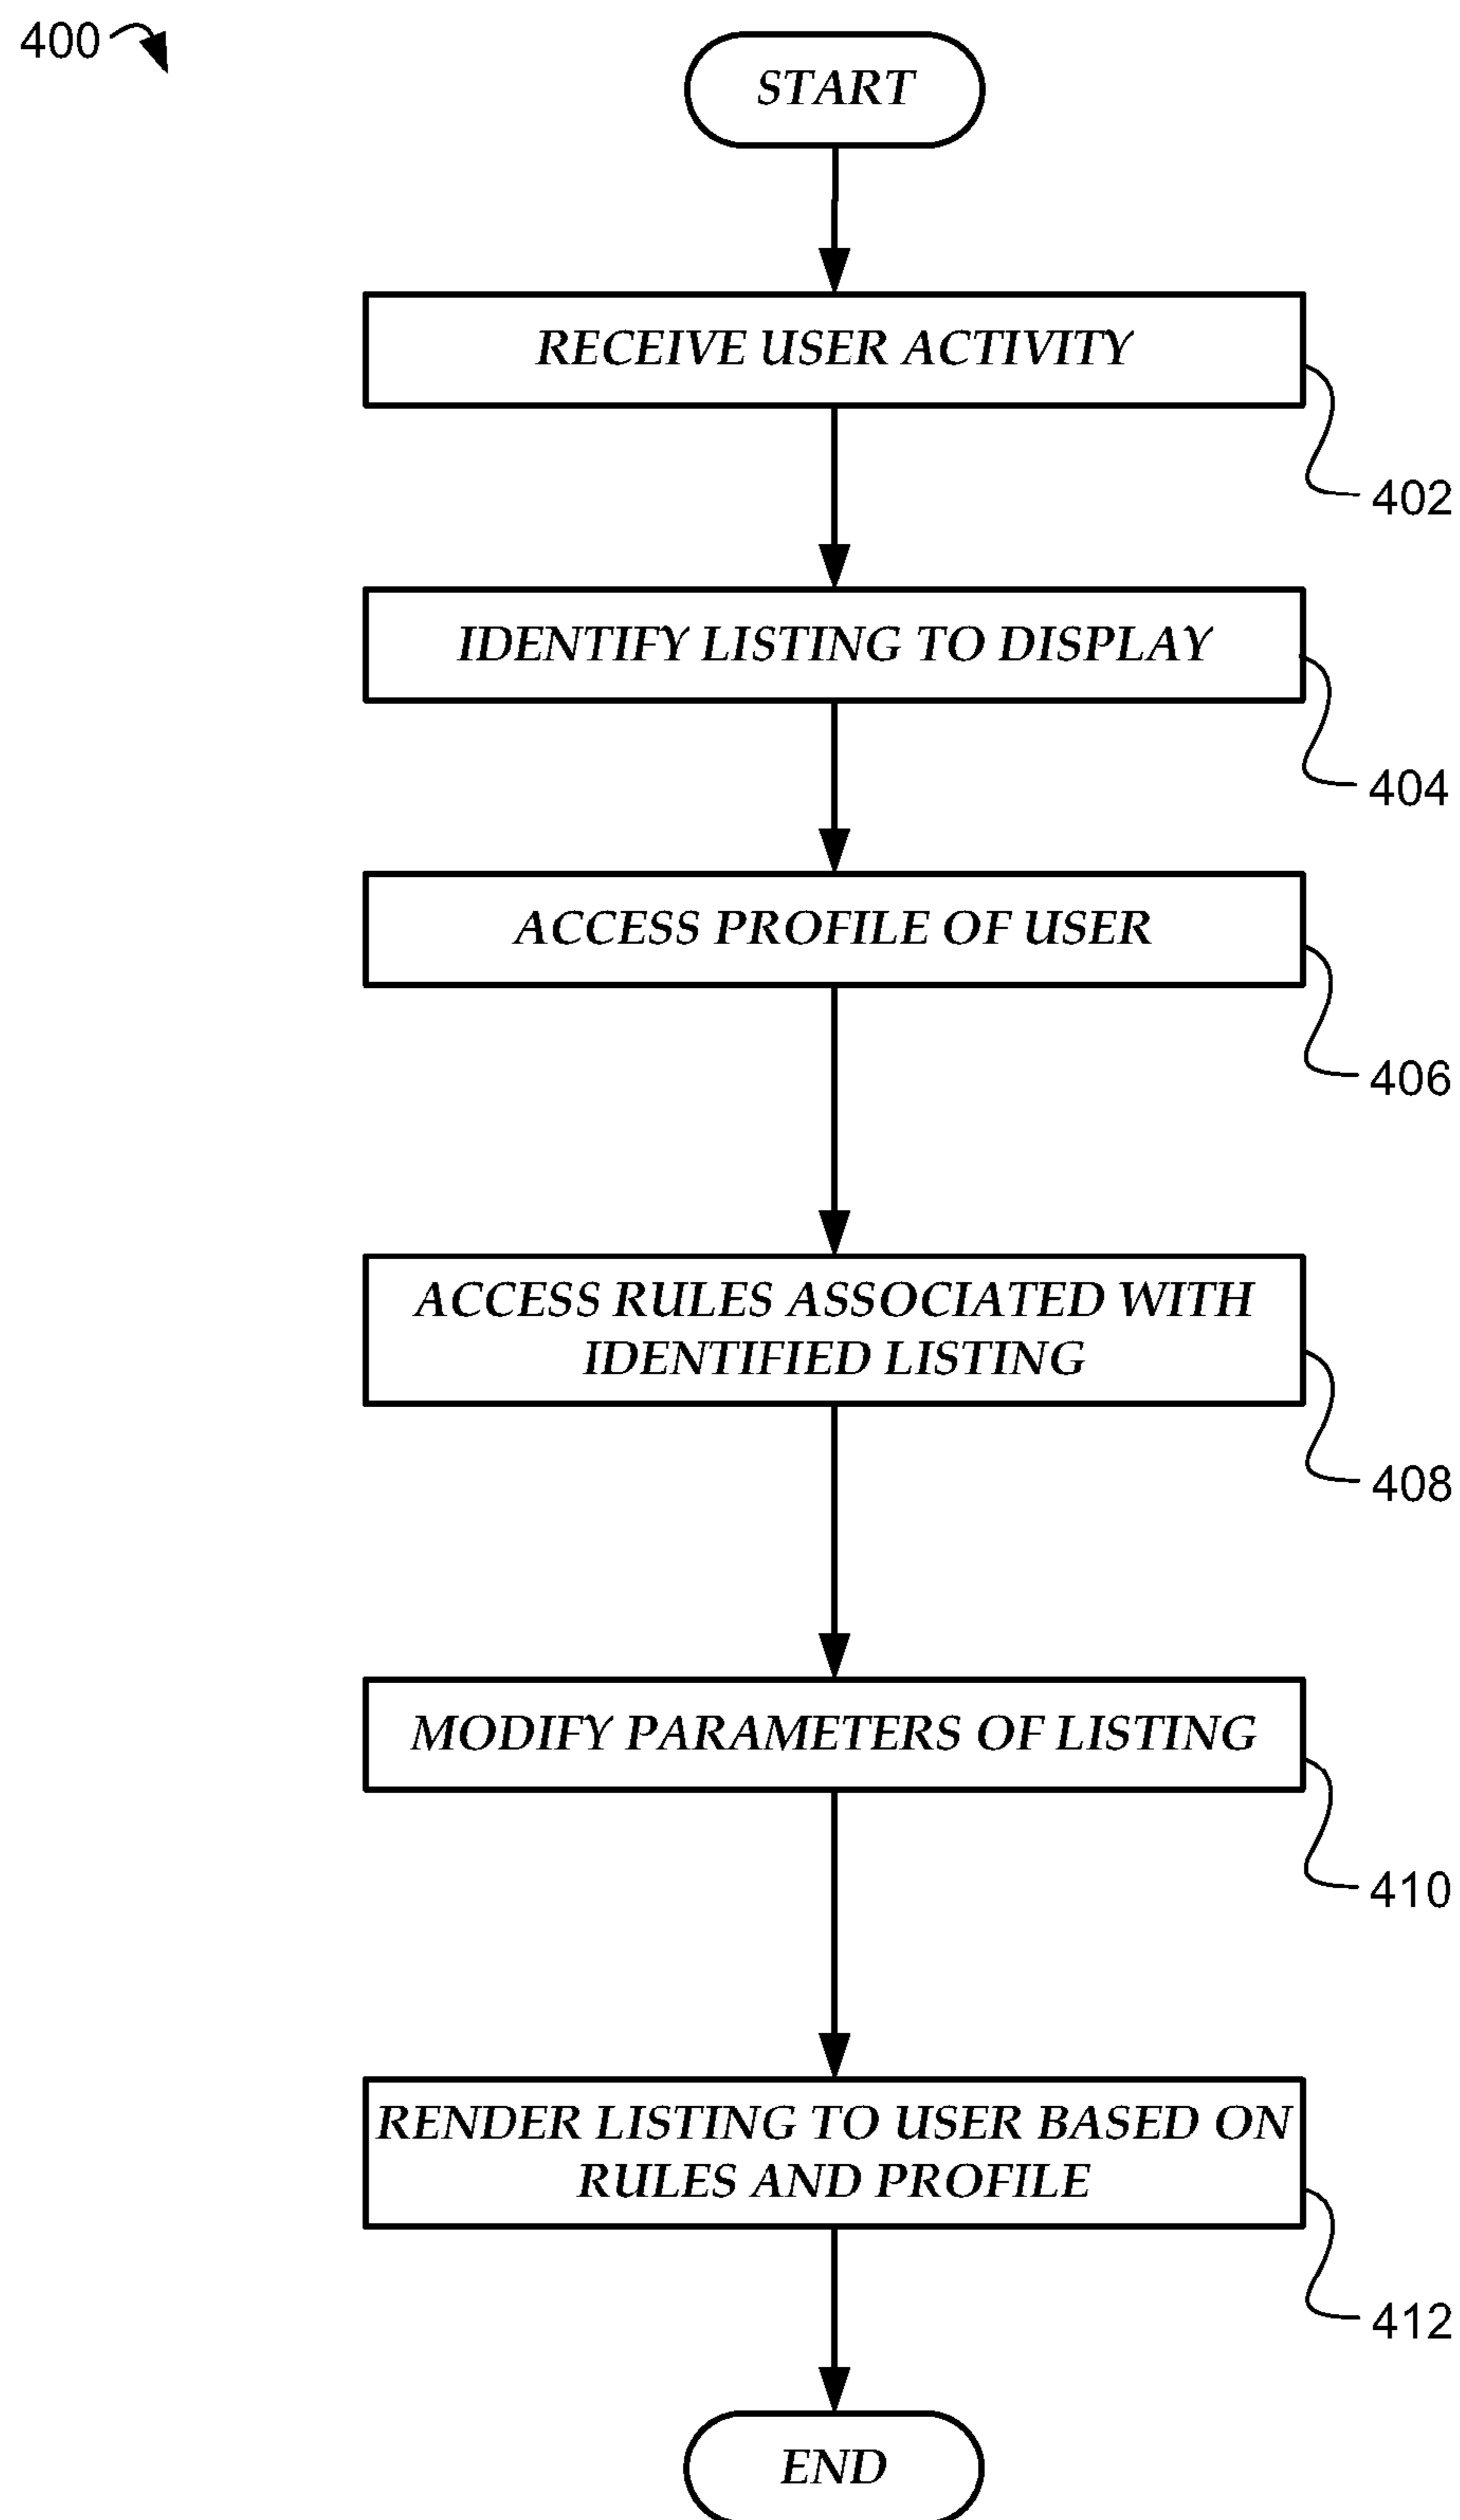 400
START
RECEIVE USER ACTIVITY
402
IDENTIFY LISTING TO DISPLAY
404
ACCESS PROFILE OF USER
406
ACCESS RULES ASSOCIATED WITH
IDENTIFIED LISTING
408
MODIFY PARAMETERS OF LISTING
410
RENDER LISTING TO USER BASED ON
RULES AND PROFILE
412
END